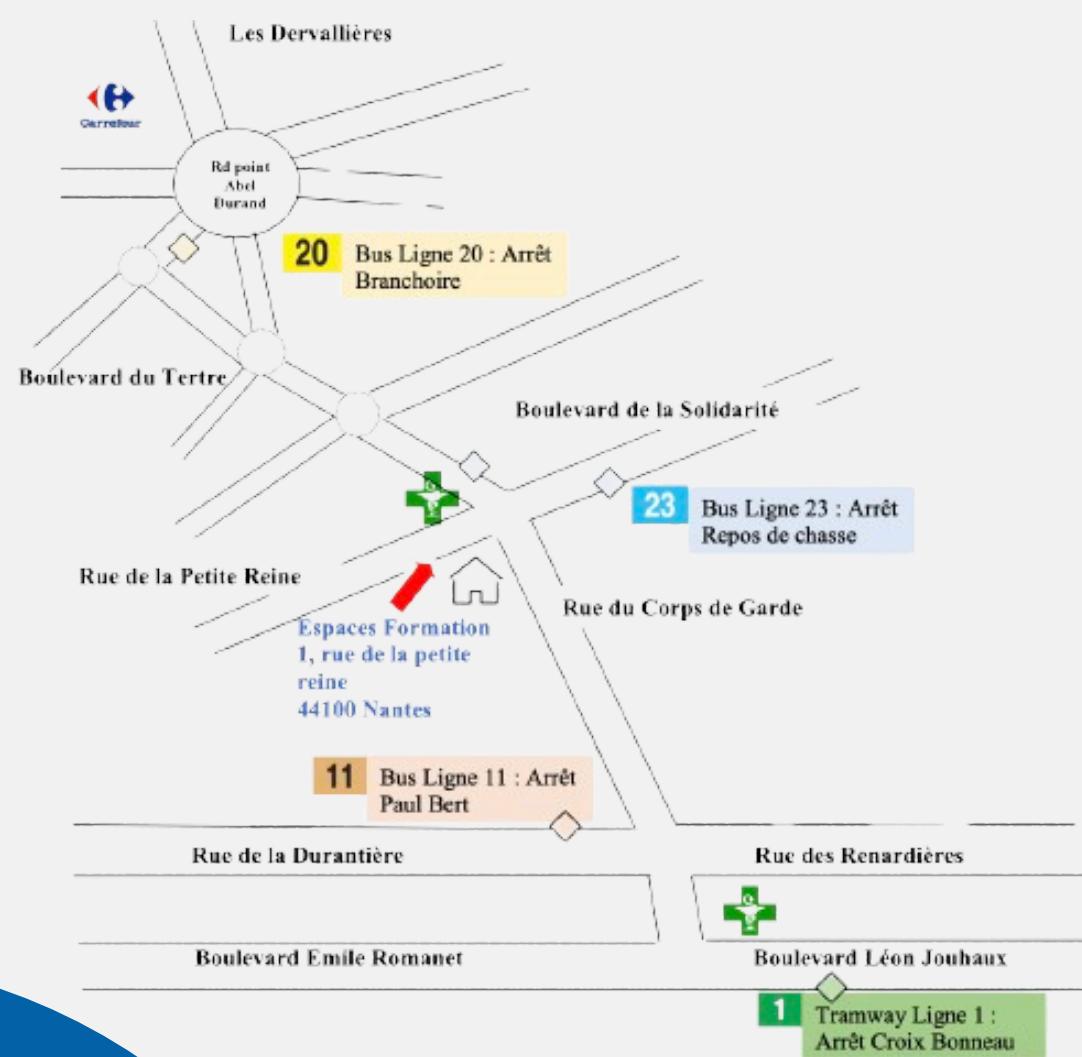 Les Dervallières
Carrefour
Rd point
Abel
Durand
20
Bus Ligne 20 : Arrêt
Branchoire
Boulevard du Tertre
Boulevard de la Solidarité
23
Bus Ligne 23 : Arrêt
Repos de chasse
Rue de la Petite Reine
Rue du Corps de Garde
Espaces Formation
1, rue de la petite
reine
44100 Nantes
11
Bus Ligne 11 : Arrêt
Paul Bert
Rue de la Durantière
Rue des Renardières
Boulevard Emile Romanet
Boulevard Léon Jouhaux
1
Tramway Ligne 1 :
Arrêt Croix Bonneau